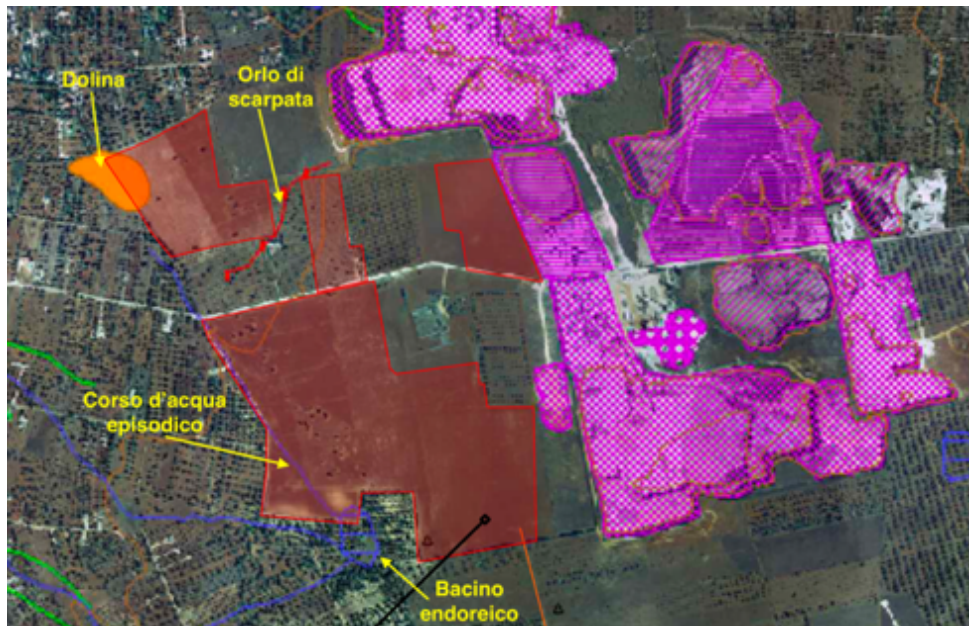 Dolina
Orlo di
scarpata
Corso d'acqua
episodico
Bacino
endoreico